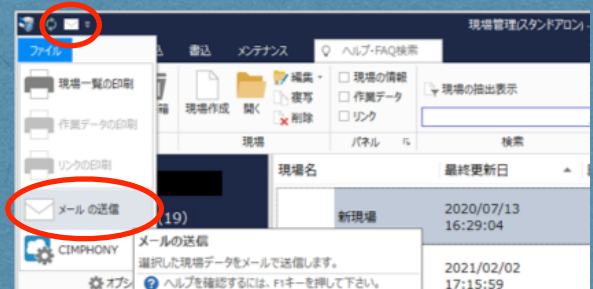 現場管理(スタンドアロン) -
ファイル 込 書込 メンテナンス ヘルプ・FAQ検索
現場一覧の印刷
作業データの印刷
リンクの印刷
メールの送信
CIMPHONY
オプシ
箱 現場作成 開く
編集
複写
削除
現場
現場の情報
作業データ
リンク
パネル
現場の抽出表示
検索
現場名 最終更新日
(19)
新現場 2020/07/13
16:29:04
メールの送信
選択した現場データをメールで送信します。
ヘルプを確認するには、F1キーを押して下さい。
2021/02/02
17:15:59